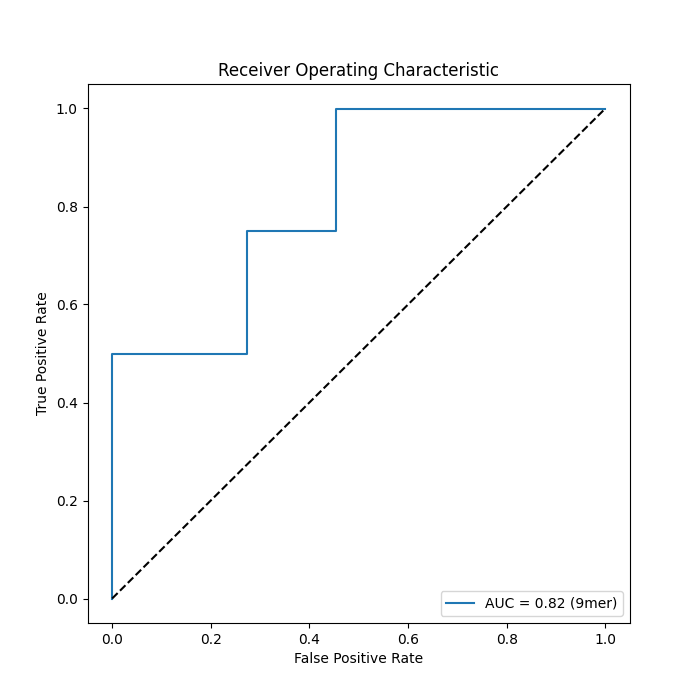 Receiver Operating Characteristic
True Positive Rate
1.0
0.8
0.6
0.4
0.2
0.0
AUC = 0.82 (9mer)
0.0 0.2 0.4 0.6 0.8 1.0
False Positive Rate